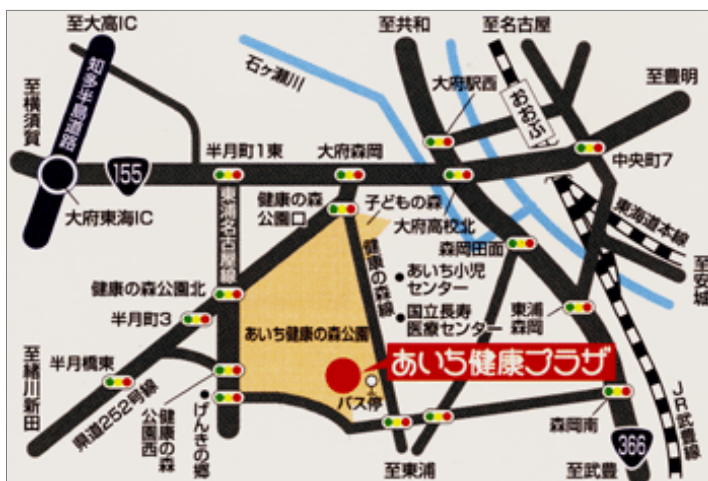 至大高IC
至共和
至名古屋
至豊明
石ヶ瀬川
知多半島道路
至横須賀
大府駅西
おおぶ
155
半月町1東
大府森岡
中央町7
大府東海IC
健康の森
公園口
子どもの森
大府高校北
東海道本線
森岡田面
至安城
健康の森線
あいち小児
センター
健康の森公園北
国立長寿
医療センター
東浦
森岡
半月町3
あいち健康の森公園
至緒川新田
半月橋東
あいち健康プラザ
県道252号線
健康の森
公園西
げんきの郷
バス停
森岡南
JR武豊線
366
至東浦
至武豊